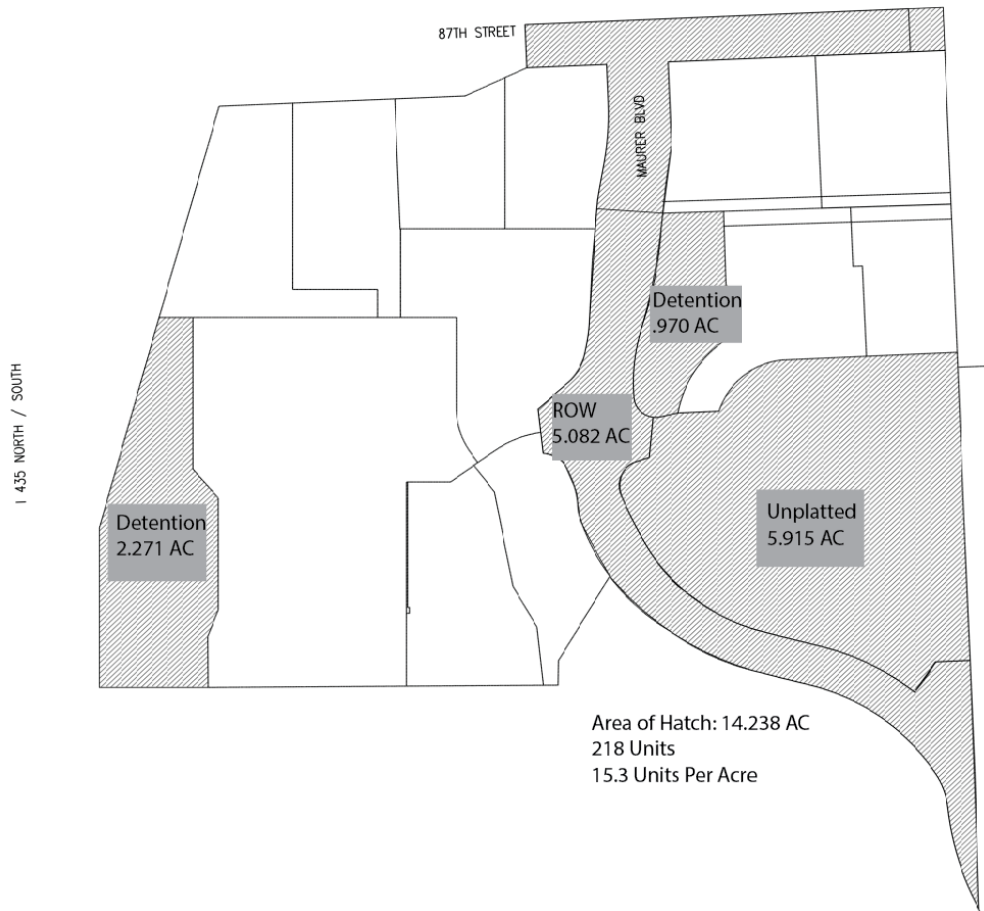 87TH STREET
MAURER BLVD
Detention
.970 AC
I 435 NORTH / SOUTH
ROW
5.082 AC
Detention
2.271 AC
Unplatted
5.915 AC
Area of Hatch: 14.238 AC
218 Units
15.3 Units Per Acre